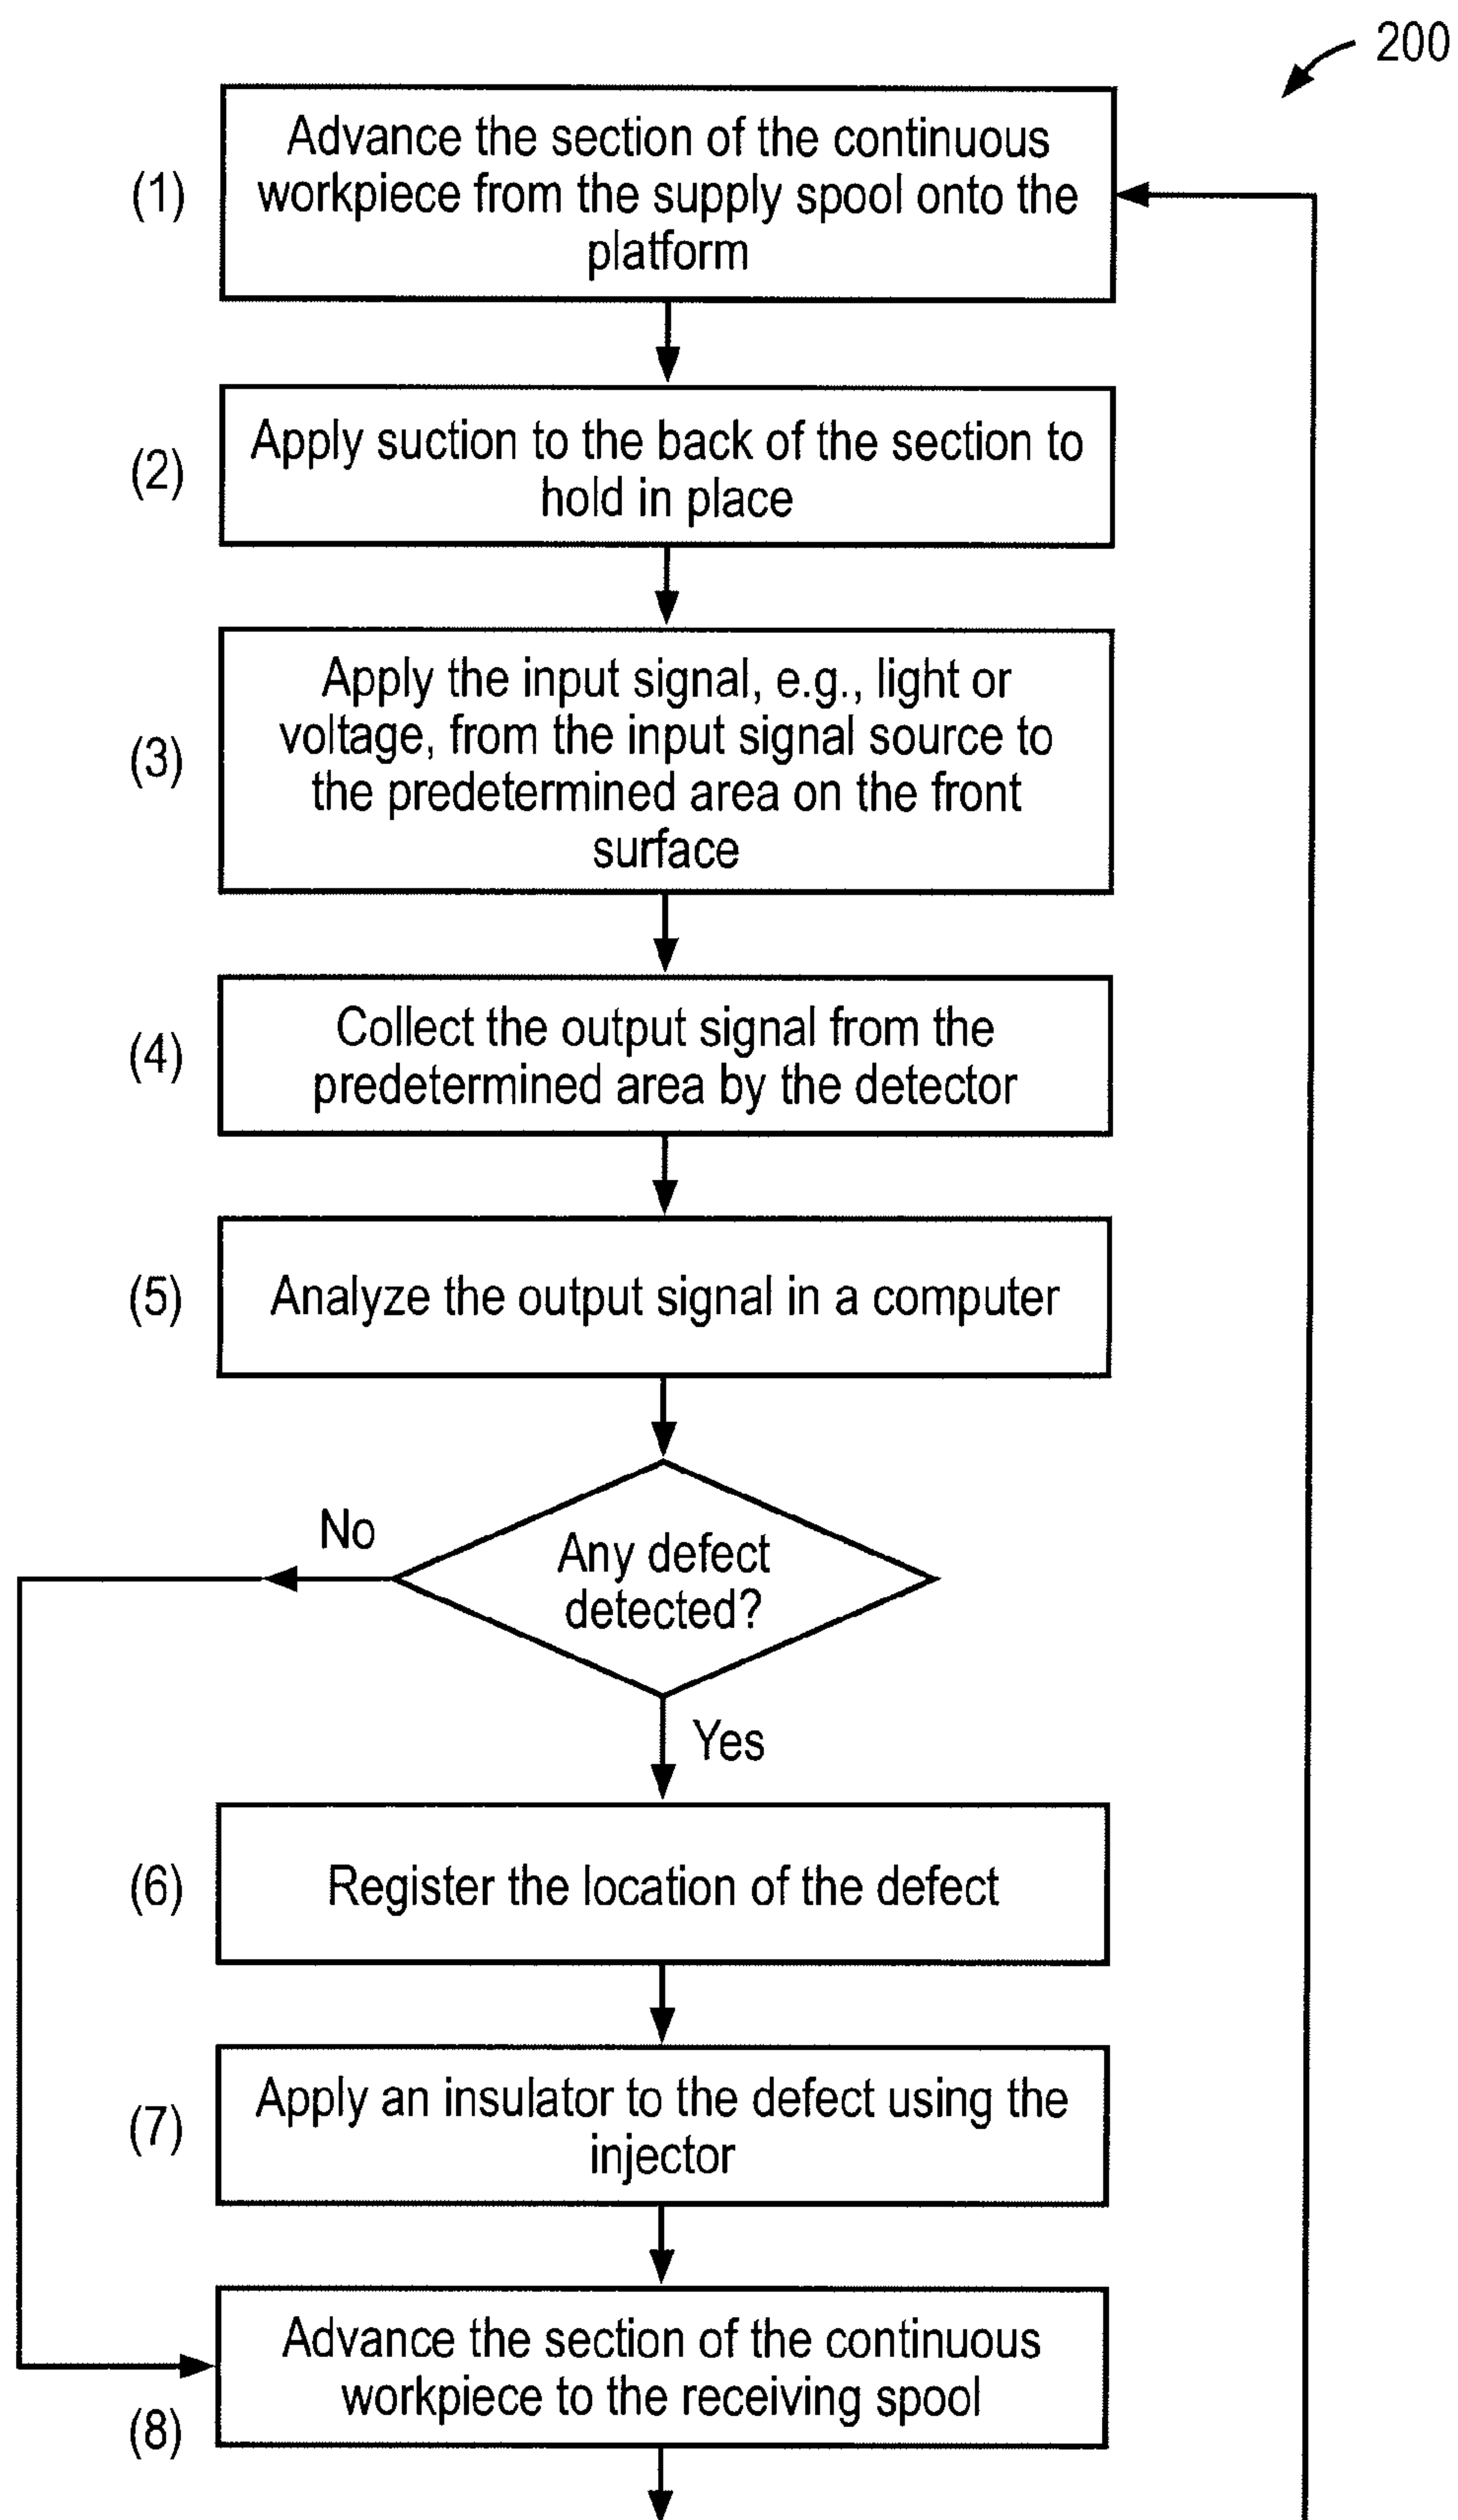 200
(1)
Advance the section of the continuous
workpiece from the supply spool onto the
platform
(2)
Apply suction to the back of the section to
hold in place
(3)
Apply the input signal, e.g., light or
voltage, from the input signal source to
the predetermined area on the front
surface
(4)
Collect the output signal from the
predetermined area by the detector
(5)
Analyze the output signal in a computer
No
Any defect
detected?
Yes
(6)
Register the location of the defect
(7)
Apply an insulator to the defect using the
injector
(8)
Advance the section of the continuous
workpiece to the receiving spool